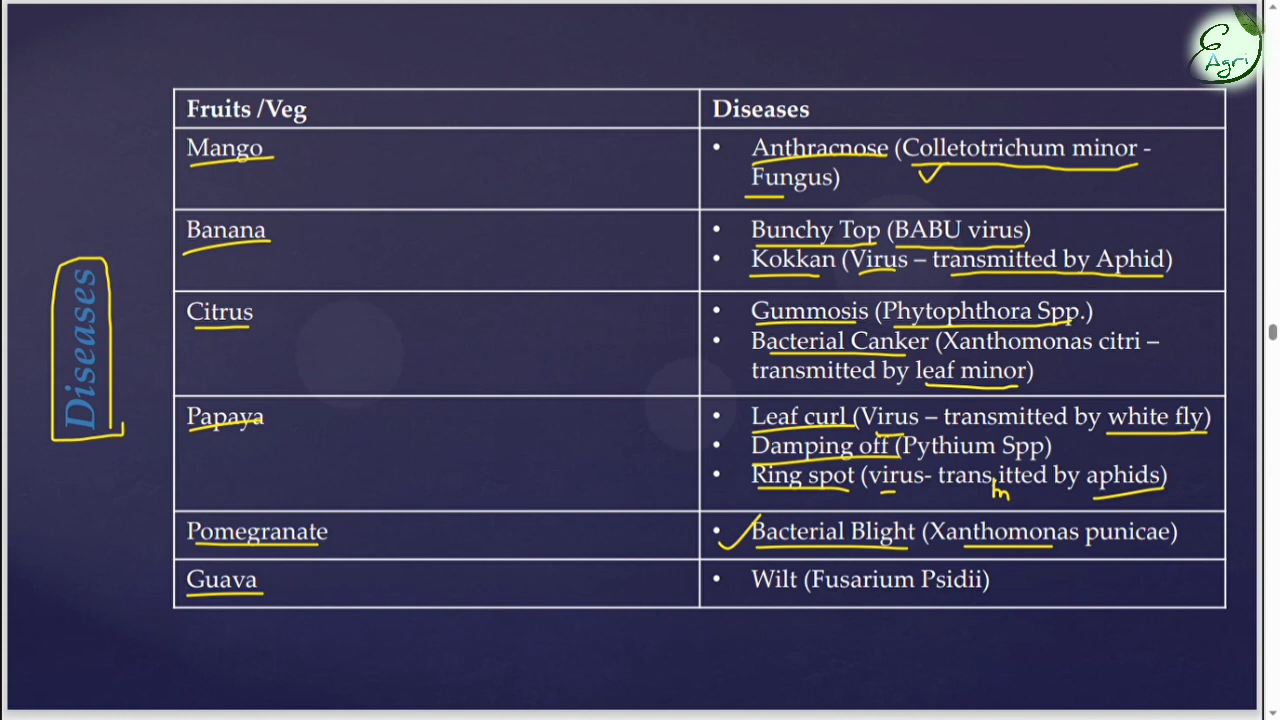 E
Agri
Fruits /Veg
Diseases
Mango
• Anthracnose (Colletotrichum minor -
Fungus)
Banana
• Bunchy Top (BABU virus)
• Kokkan (Virus – transmitted by Aphid)
Diseases
Citrus
• Gummosis (Phytophthora Spp.)
• Bacterial Canker (Xanthomonas citri –
transmitted by leaf minor)
Papaya
• Leaf curl (Virus – transmitted by white fly)
• Damping off (Pythium Spp)
• Ring spot (virus- trans itted by aphids)
m
Pomegranate
• Bacterial Blight (Xanthomonas punicae)
Guava
• Wilt (Fusarium Psidii)